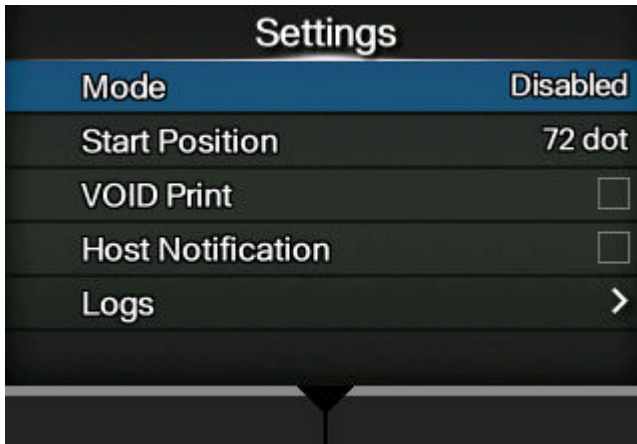 Settings
Mode Disabled
Start Position 72 dot
VOID Print
Host Notification
Logs